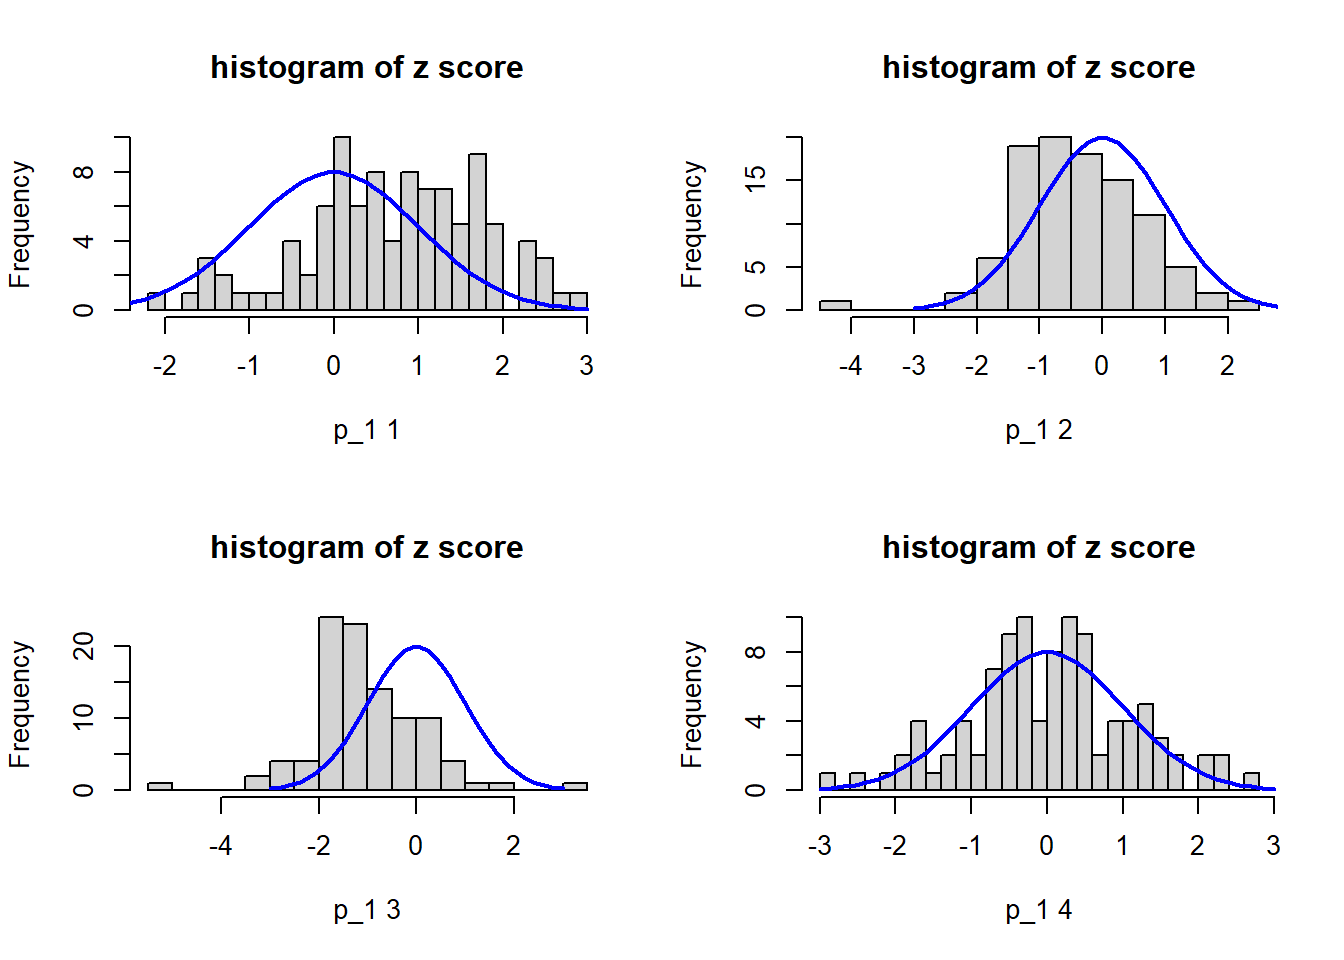 histogram of z score
Frequency
0 4 8
-2 -1 0 1 2 3
p_1 1
histogram of z score
Frequency
0 5 15
-4 -3 -2 -1 0 1 2
p_1 2
histogram of z score
Frequency
0 10 20
-4 -2 0 2
p_1 3
histogram of z score
Frequency
0 4 8
-3 -2 -1 0 1 2 3
p_1 4